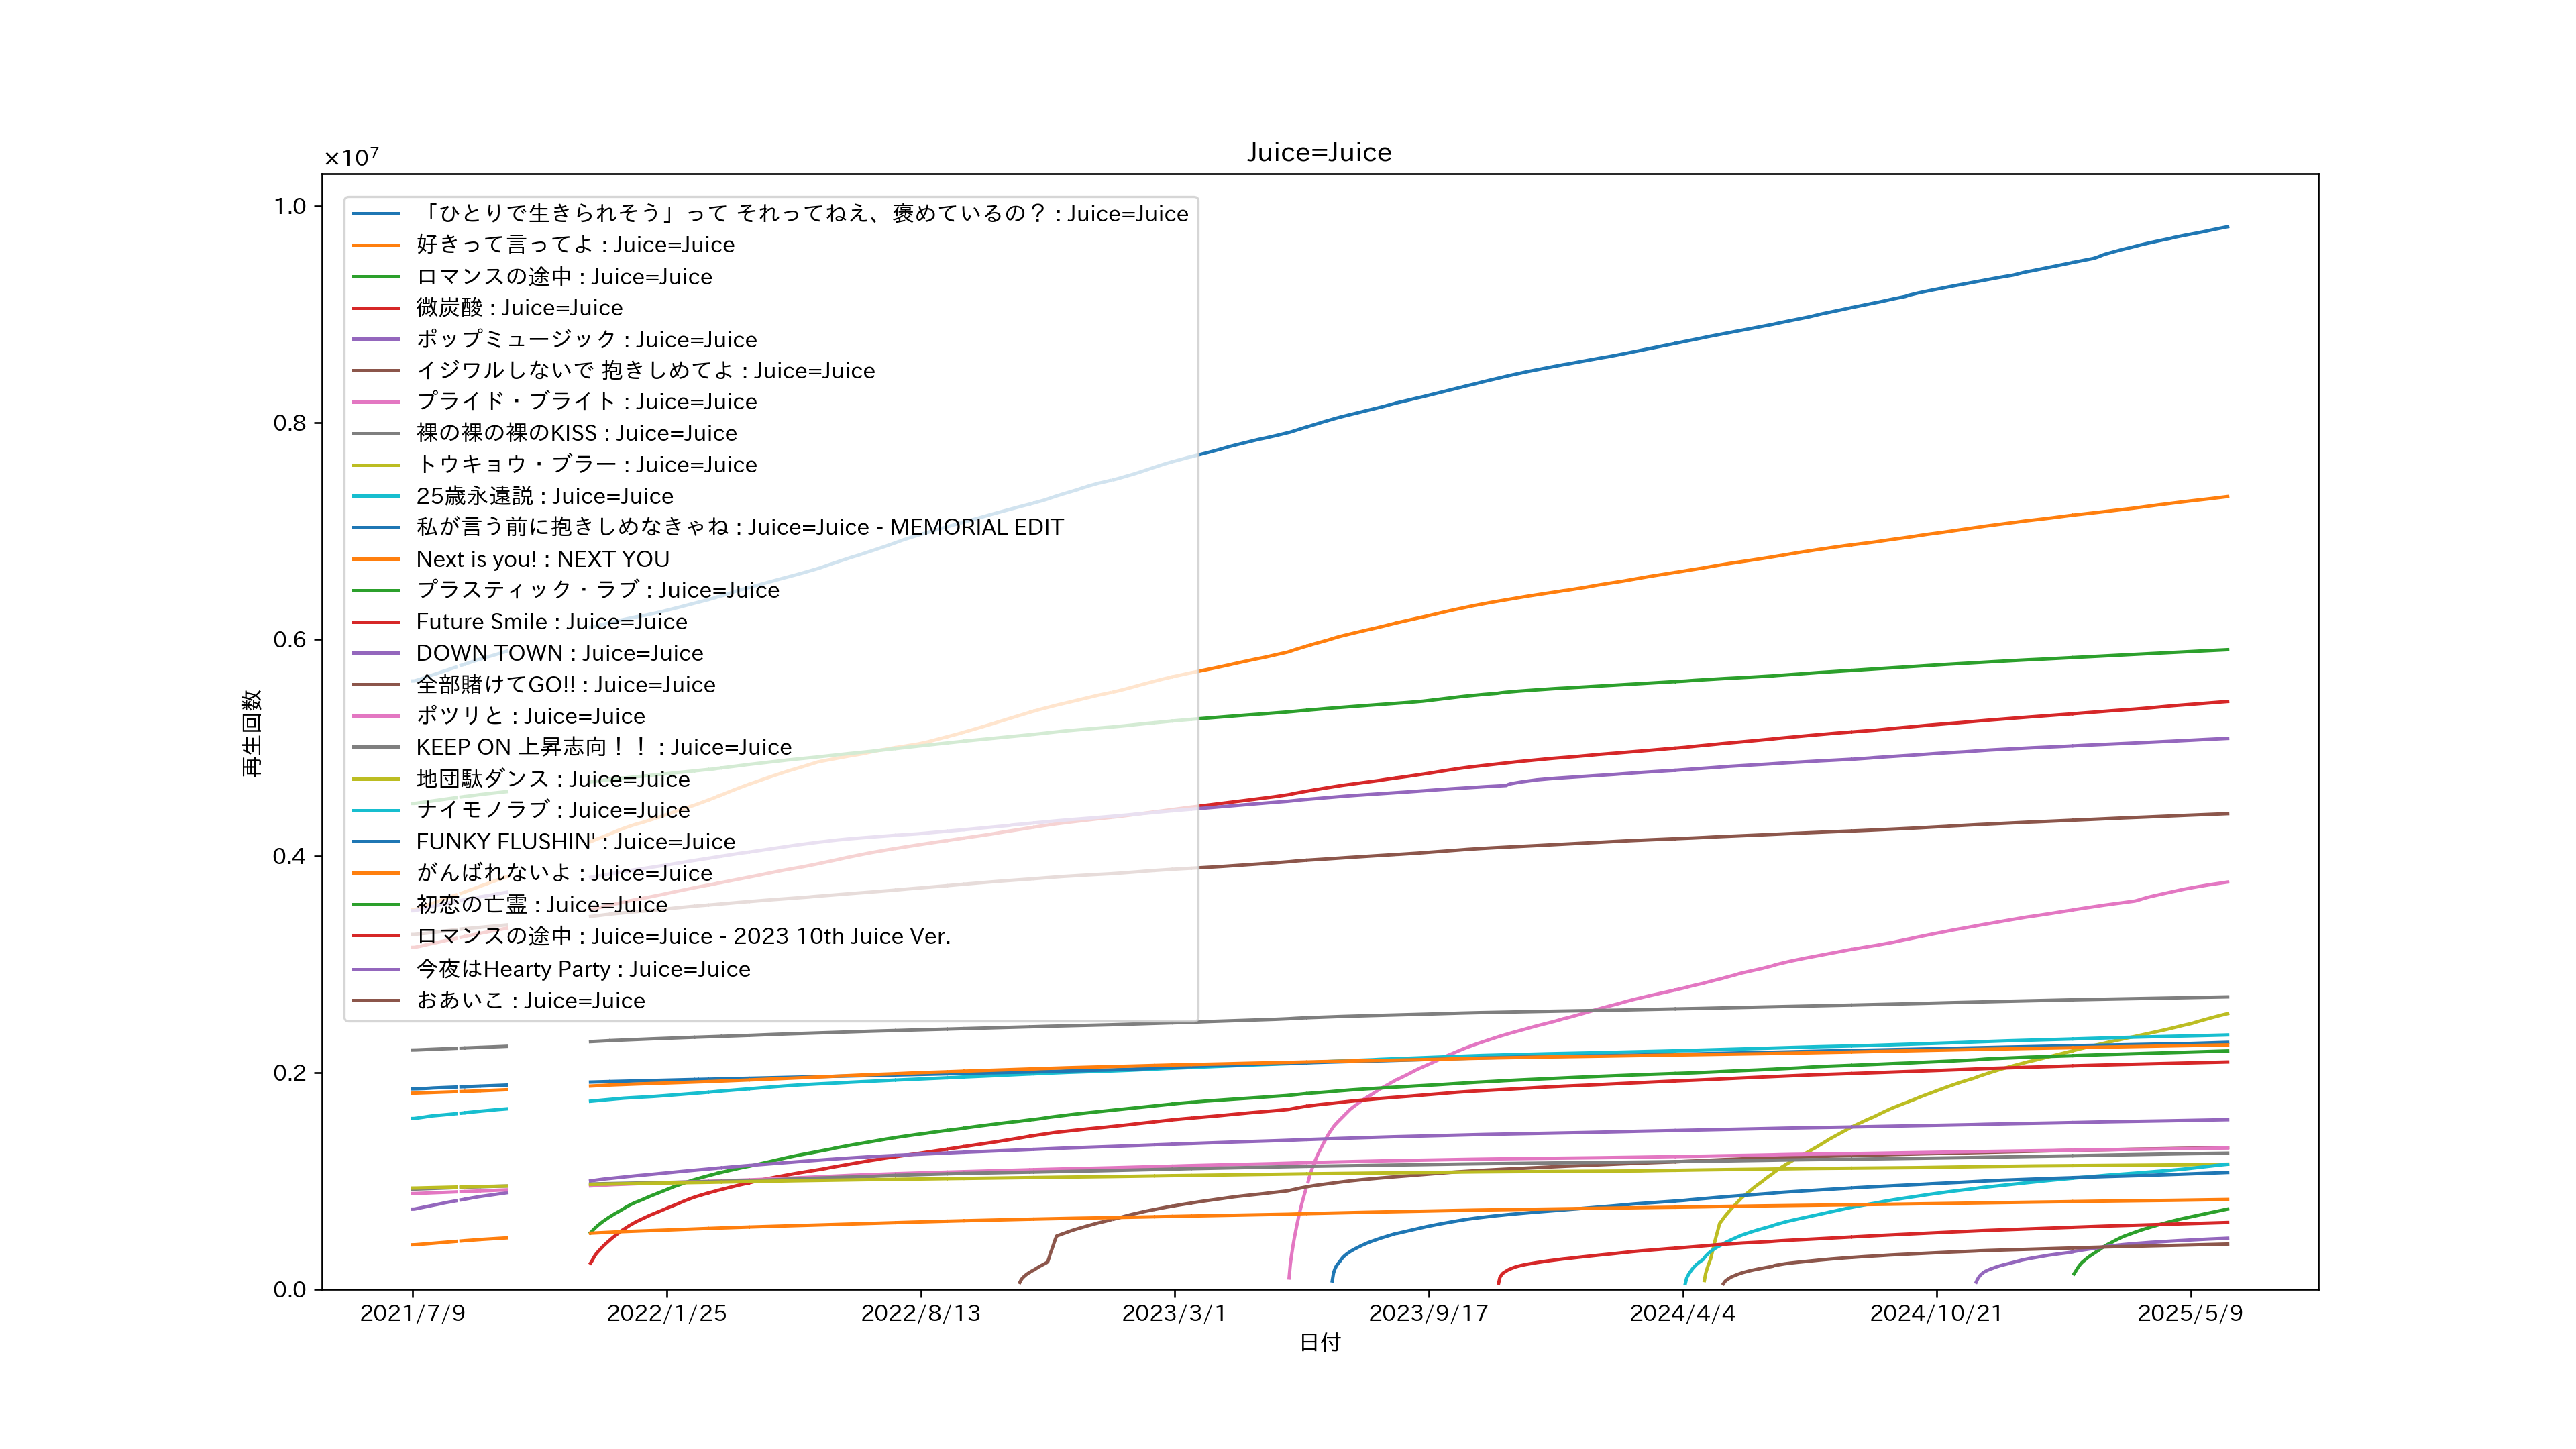 Juice=Juice
×10⁷
1.0
0.8
0.6
0.4
0.2
0.0
再生回数
「ひとりで生きられそう」って それってねえ、褒めているの？ : Juice=Juice
好きって言ってよ : Juice=Juice
ロマンスの途中 : Juice=Juice
微炭酸 : Juice=Juice
ポップミュージック : Juice=Juice
イジワルしないで 抱きしめてよ : Juice=Juice
プライド・ブライト : Juice=Juice
裸の裸の裸のKISS : Juice=Juice
トウキョウ・ブラー : Juice=Juice
25歳永遠説 : Juice=Juice
私が言う前に抱きしめなきゃね : Juice=Juice - MEMORIAL EDIT
Next is you! : NEXT YOU
プラスティック・ラブ : Juice=Juice
Future Smile : Juice=Juice
DOWN TOWN : Juice=Juice
全部賭けてGO!! : Juice=Juice
ポツリと : Juice=Juice
KEEP ON 上昇志向！！ : Juice=Juice
地団駄ダンス : Juice=Juice
ナイモノラブ : Juice=Juice
FUNKY FLUSHIN' : Juice=Juice
がんばれないよ : Juice=Juice
初恋の亡霊 : Juice=Juice
ロマンスの途中 : Juice=Juice - 2023 10th Juice Ver.
今夜はHearty Party : Juice=Juice
おあいこ : Juice=Juice
2021/7/9 2022/1/25 2022/8/13 2023/3/1 2023/9/17 2024/4/4 2024/10/21 2025/5/9
日付